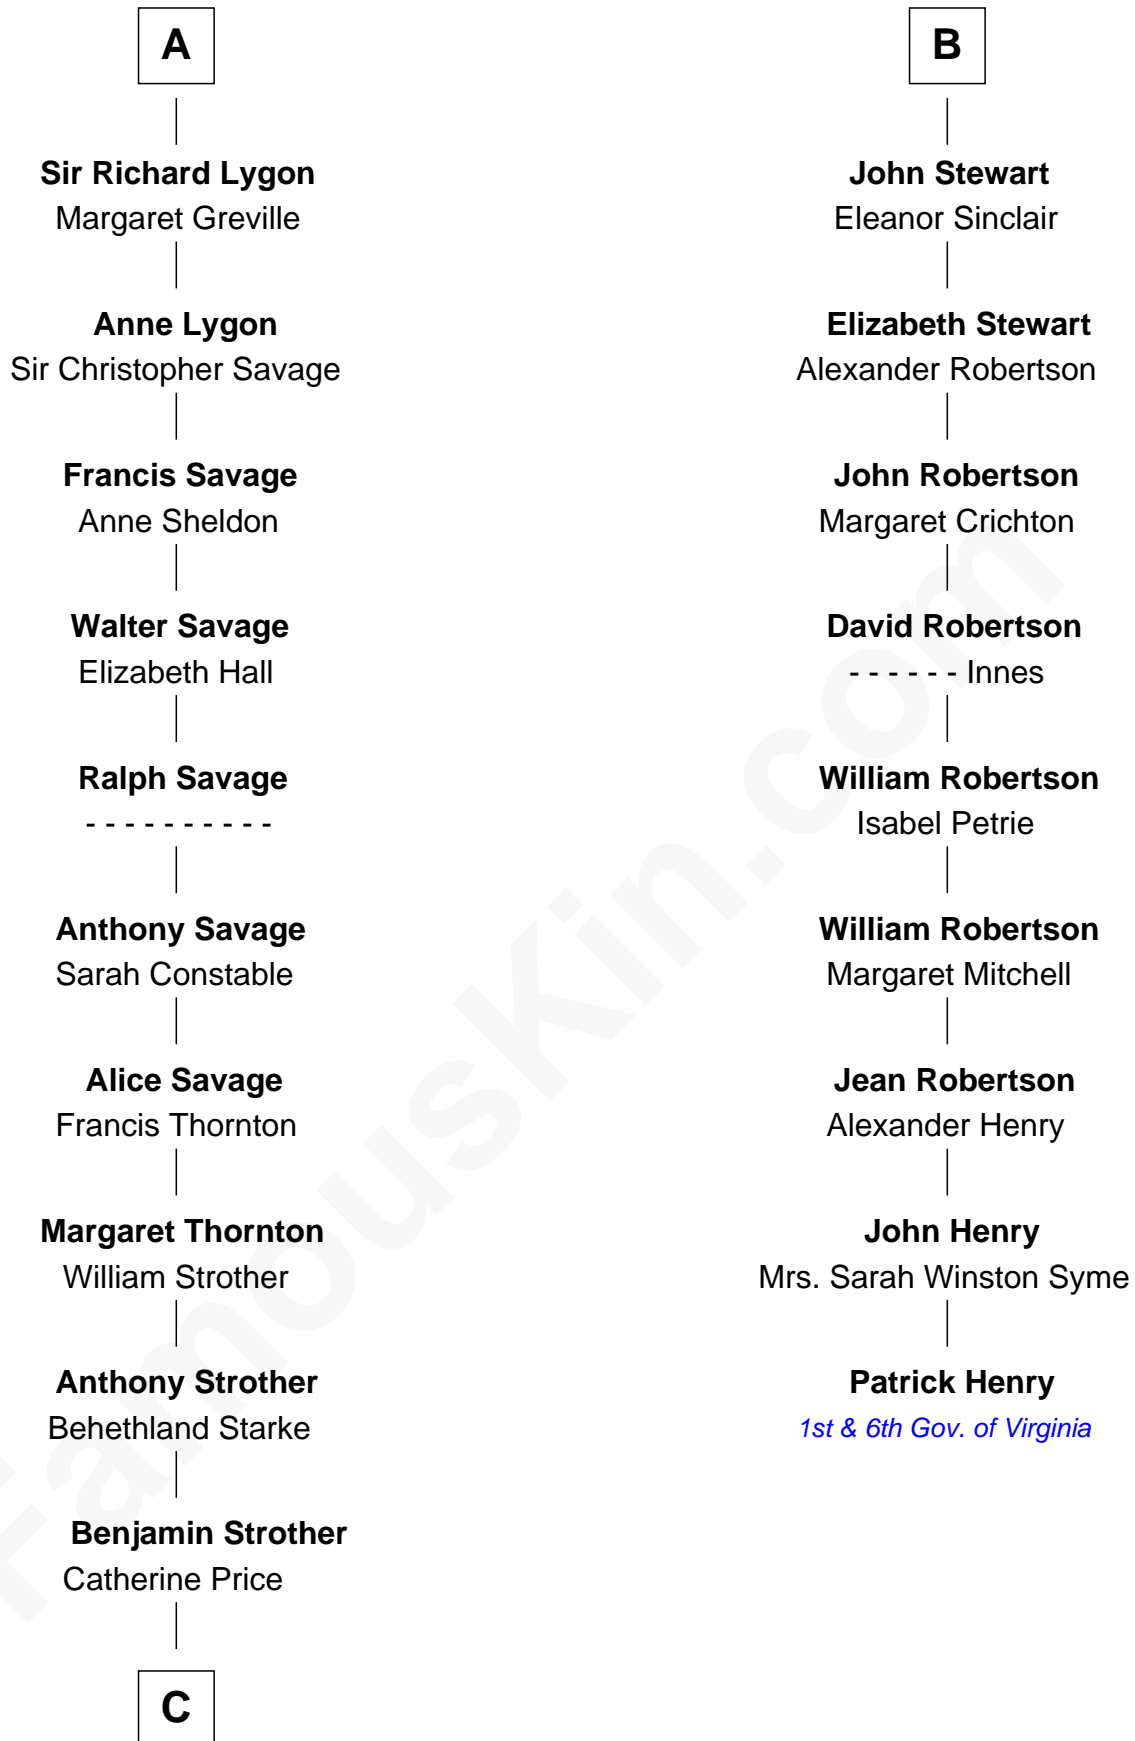 A
Sir Richard Lygon
Margaret Greville
Anne Lygon
Sir Christopher Savage
Francis Savage
Anne Sheldon
Walter Savage
Elizabeth Hall
Ralph Savage
- - - - - - - - - -
Anthony Savage
Sarah Constable
Alice Savage
Francis Thornton
Margaret Thornton
William Strother
Anthony Strother
Behethland Starke
Benjamin Strother
Catherine Price
C
B
John Stewart
Eleanor Sinclair
Elizabeth Stewart
Alexander Robertson
John Robertson
Margaret Crichton
David Robertson
- - - - - - Innes
William Robertson
Isabel Petrie
William Robertson
Margaret Mitchell
Jean Robertson
Alexander Henry
John Henry
Mrs. Sarah Winston Syme
Patrick Henry
1st & 6th Gov. of Virginia
FamousKin.com